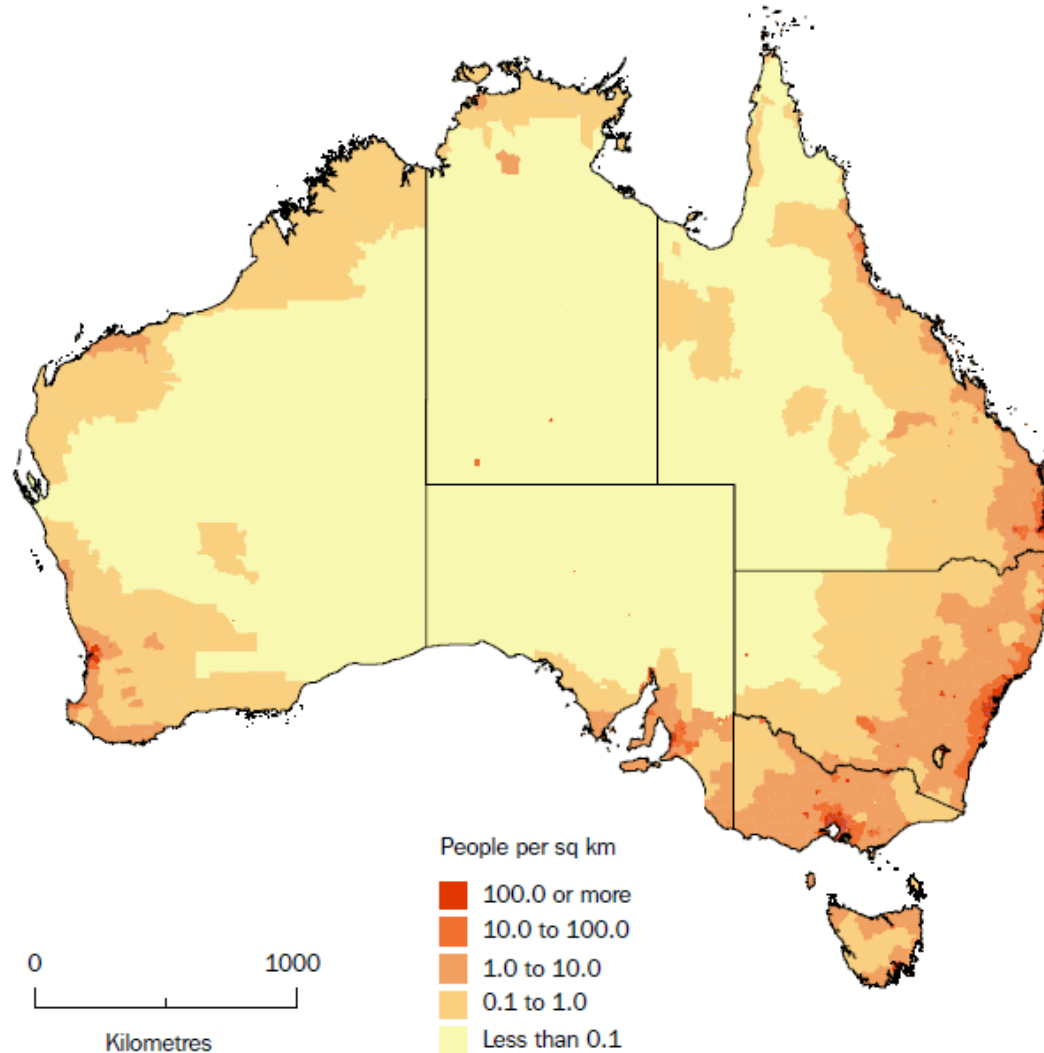 People per sq km
100.0 or more
10.0 to 100.0
1.0 to 10.0
0.1 to 1.0
Less than 0.1
0 1000
Kilometres